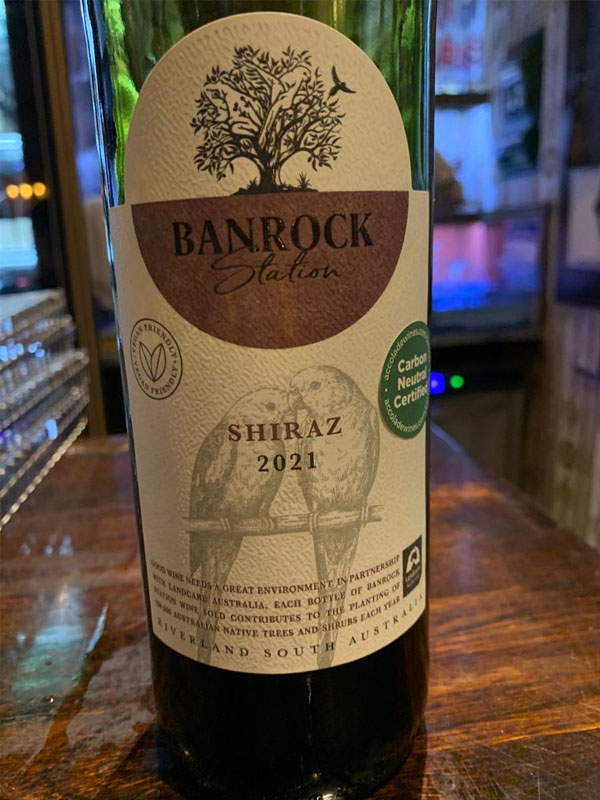 BANROCK
Station
VEGAN FRIENDLY
VEGAN FRIENDLY
accoladewines.com
Carbon
Neutral
Certified
accoladewines.com
SHIRAZ
2021
GOOD WINE NEEDS A GREAT ENVIRONMENT. IN PARTNERSHIP
WITH LANDCARE AUSTRALIA, EACH BOTTLE OF BANROCK
STATION WINE SOLD CONTRIBUTES TO THE PLANTING OF
AUSTRALIAN NATIVE TREES AND SHRUBS EACH YEAR
RIVERLAND SOUTH AUSTRALIA